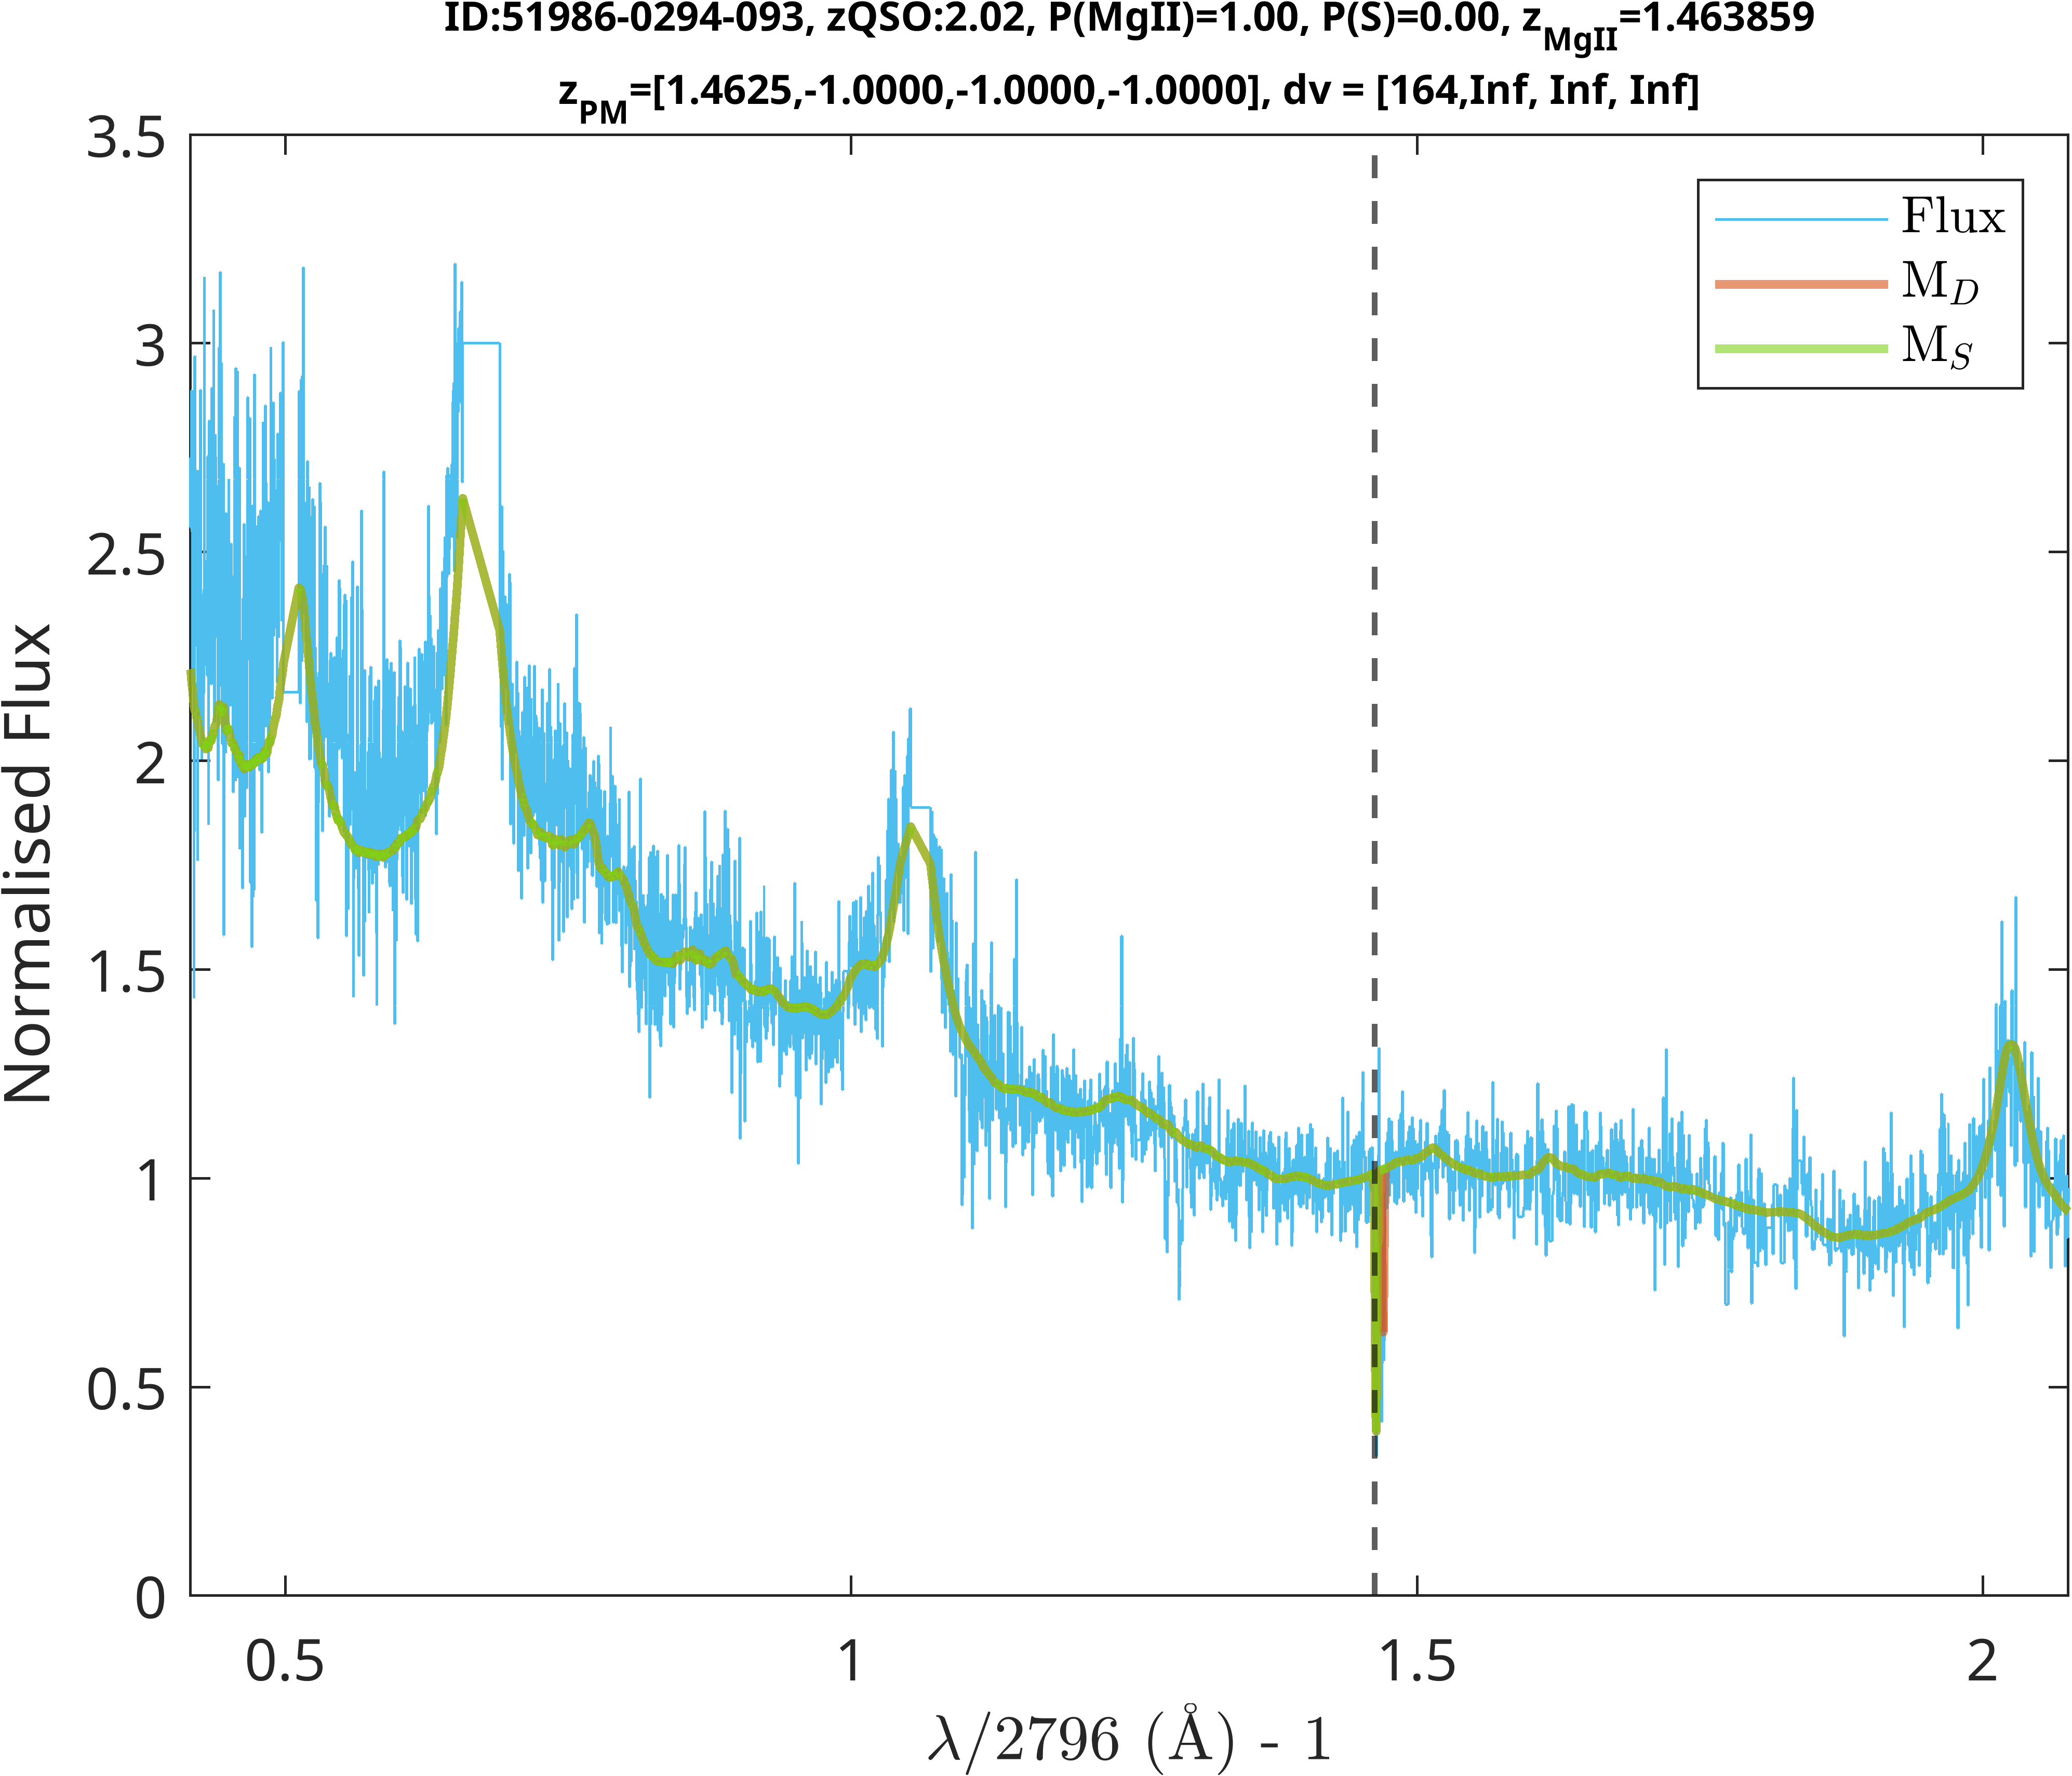 ID:51986-0294-093, zQSO:2.02, P(MgII)=1.00, P(S)=0.00, zMgII=1.463859
zPM=[1.4625,-1.0000,-1.0000,-1.0000], dv = [164,Inf, Inf, Inf]
3.5
3
2.5
2
1.5
1
0.5
0
Normalised Flux
Flux
MD
MS
0.5
1
1.5
2
λ/2796 (Å) - 1